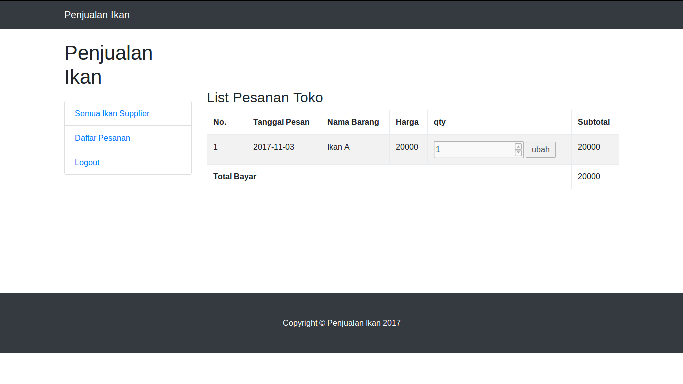 Penjualan Ikan
Penjualan
Ikan
Semua Ikan Supplier
Daftar Pesanan
Logout
List Pesanan Toko
No. Tanggal Pesan Nama Barang Harga qty Subtotal
1 2017-11-03 Ikan A 20000 1 ubah 20000
Total Bayar 20000
Copyright © Penjualan Ikan 2017